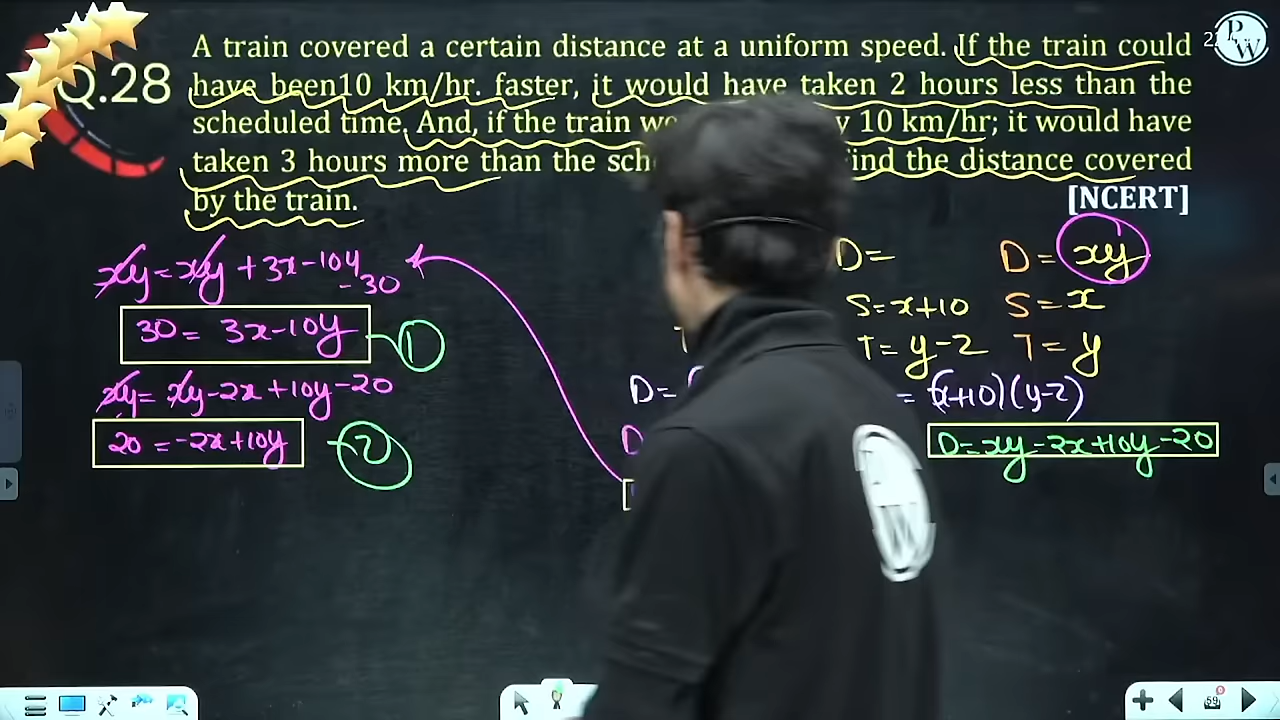 Q.28
A train covered a certain distance at a uniform speed. If the train could
have been10 km/hr. faster, it would have taken 2 hours less than the
scheduled time. And, if the train 10 km/hr; it would have
taken 3 hours more than the the distance covered
by the train.
[NCERT]
xy = xy + 3x - 10y - 30
30 = 3x - 10y ①
xy = xy - 2x + 10y - 20
20 = -2x + 10y ②
D =
S = x+10
T = y-2
D =
= (x+10)(y-2)
D = xy - 2x + 10y - 20
D = xy
S = x
T = y
PW
PW
59